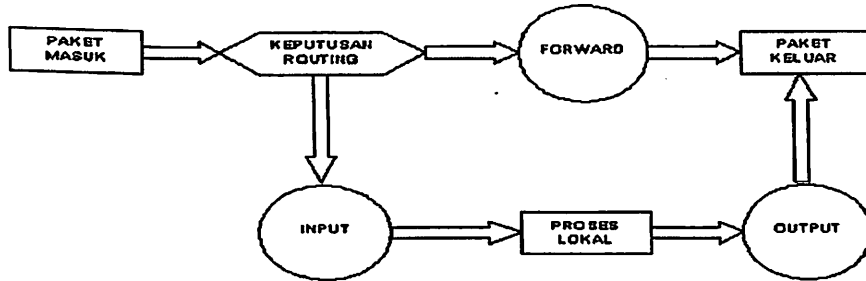 PAKET
MASUK
KEPUTUSAN
ROUTING
FORWARD
PAKET
KELUAR
INPUT
PROSES
LOKAL
OUTPUT